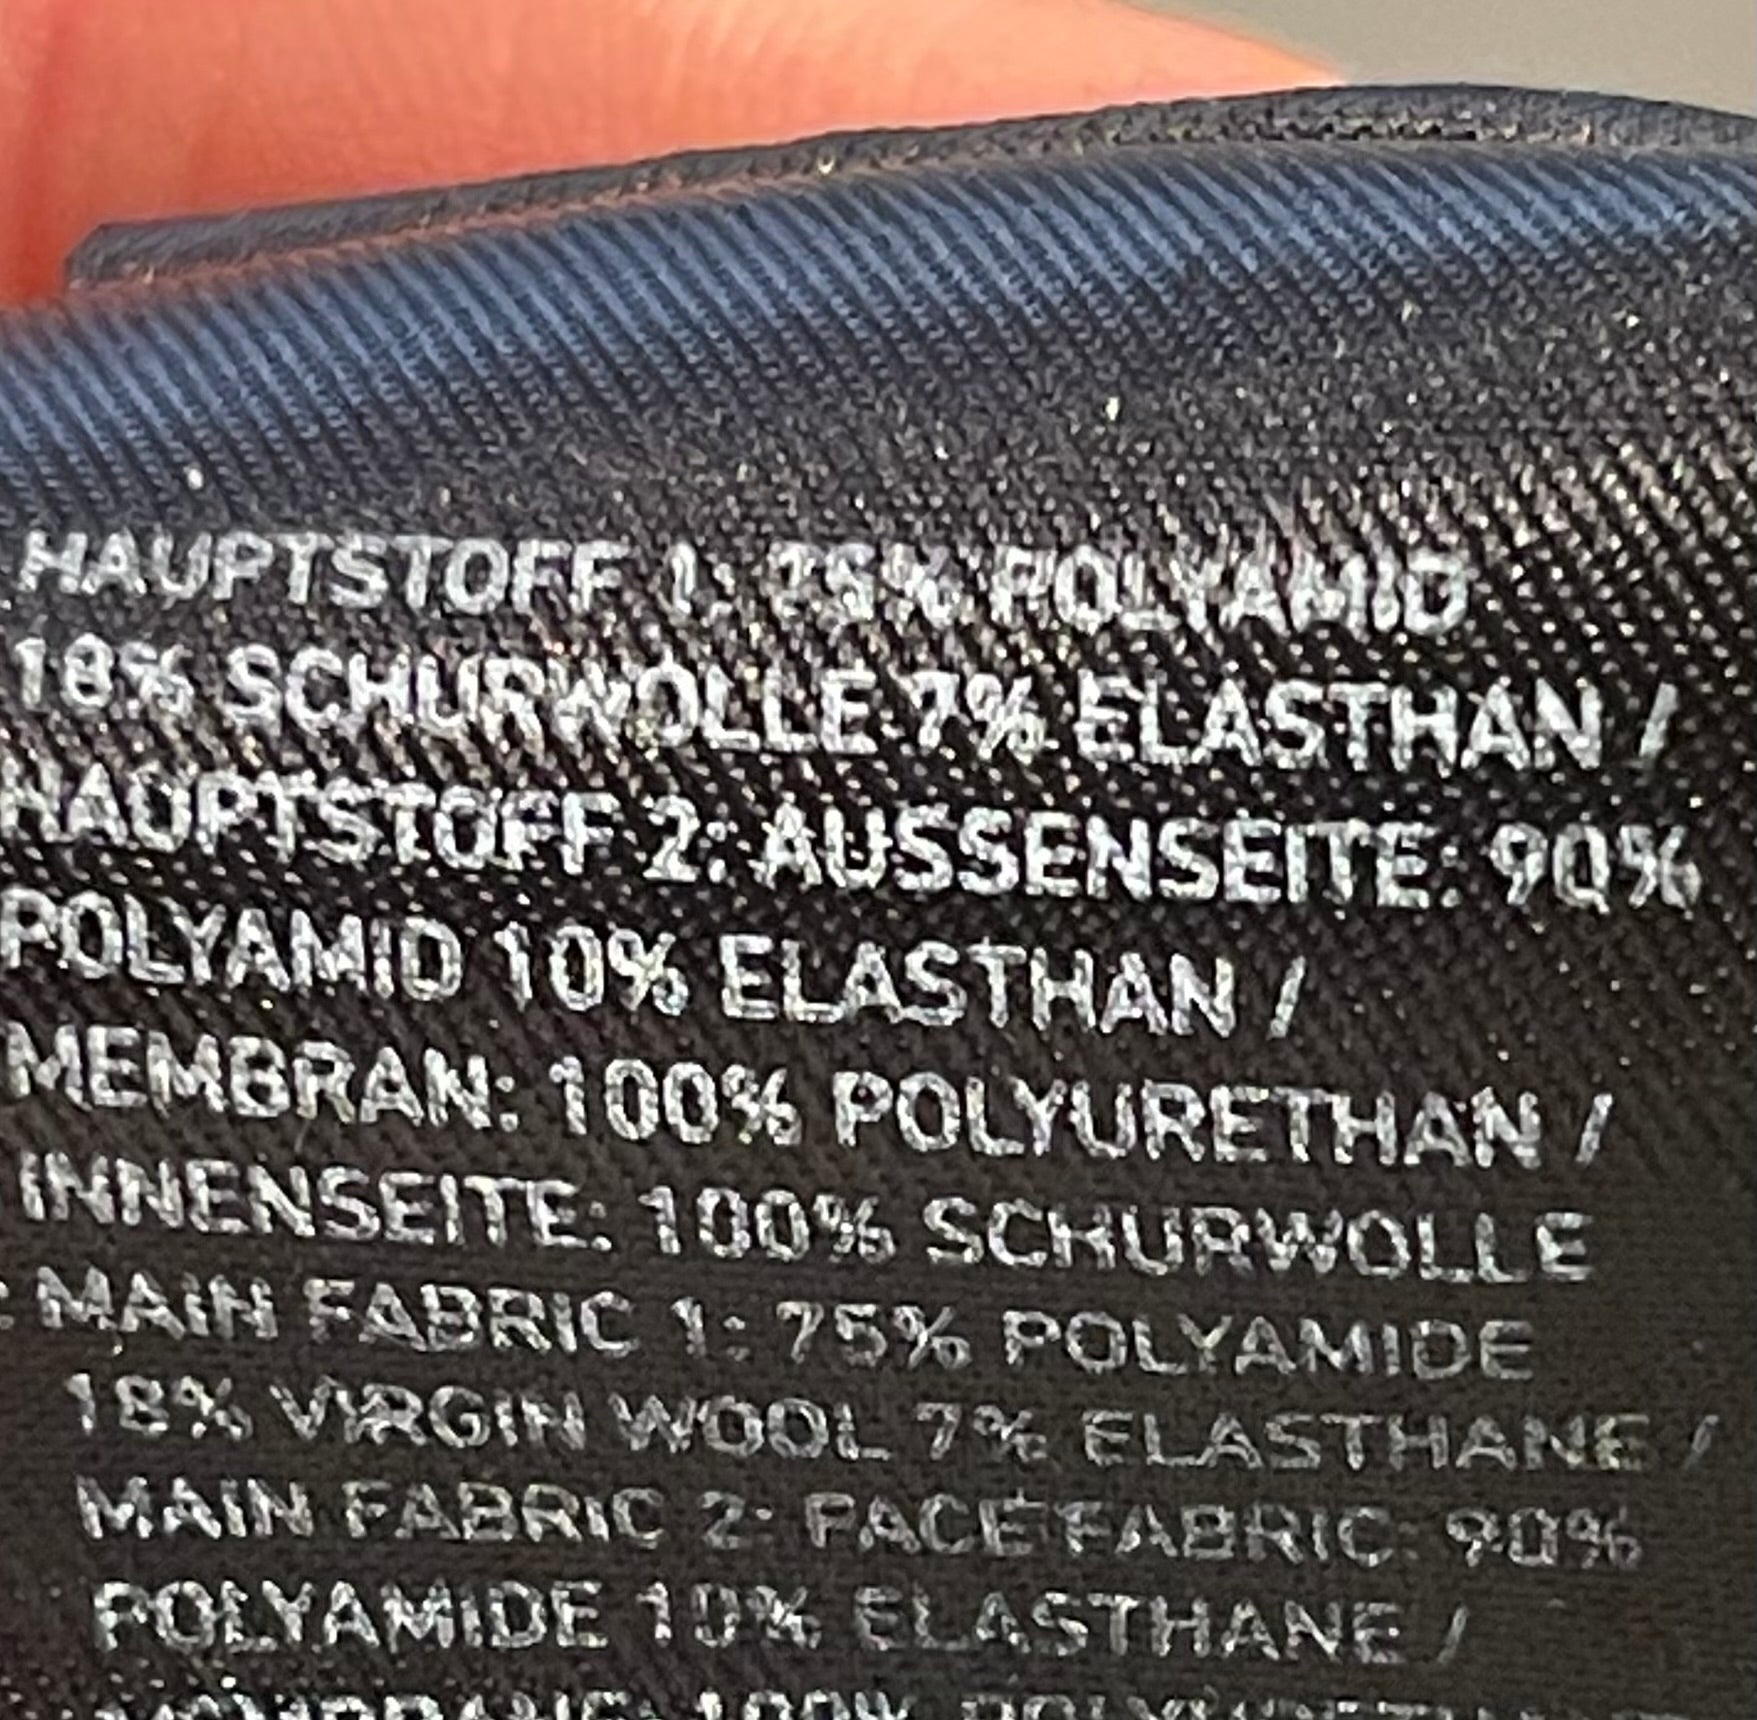 HAUPTSTOFF 1: 75% POLYAMID
18% SCHURWOLLE 7% ELASTHAN /
HAUPTSTOFF 2: AUSSENSEITE: 90%
POLYAMID 10% ELASTHAN /
MEMBRAN: 100% POLYURETHAN /
INNENSEITE: 100% SCHURWOLLE
: MAIN FABRIC 1: 75% POLYAMIDE
18% VIRGIN WOOL 7% ELASTHANE /
MAIN FABRIC 2: FACE FABRIC: 90%
POLYAMIDE 10% ELASTHANE /
100%